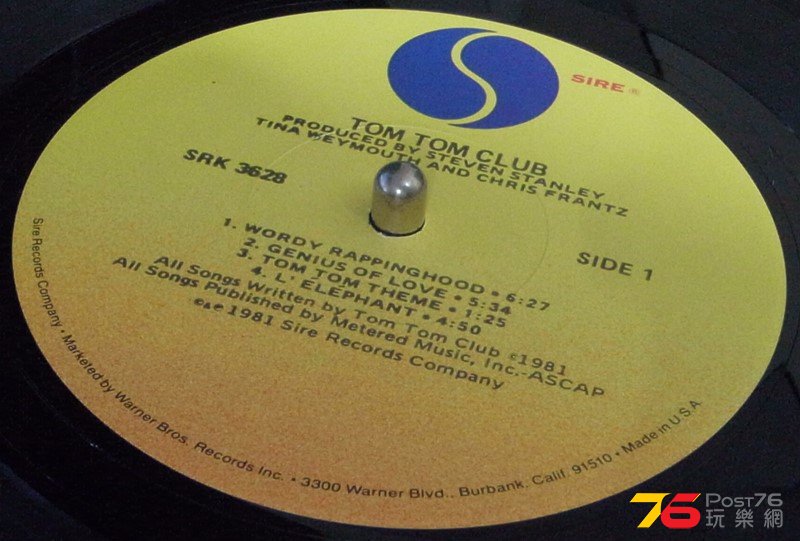 SIRE ®
TOM TOM CLUB
PRODUCED BY STEVEN STANLEY
TINA WEYMOUTH AND CHRIS FRANTZ
SRK 3628
SIDE 1
1. WORDY RAPPINGHOOD • 6:27
2. GENIUS OF LOVE • 5:34
3. TOM TOM THEME • 1:25
4. L' ELEPHANT • 4:50
All Songs Written by Tom Tom Club ©1981
All Songs Published by Metered Music, Inc.-ASCAP
©&℗ 1981 Sire Records Company
Sire Records Company • Marketed by Warner Bros. Records Inc. • 3300 Warner Blvd., Burbank, Calif. 91510 • Made in U.S.A.
76 Post76
玩樂網